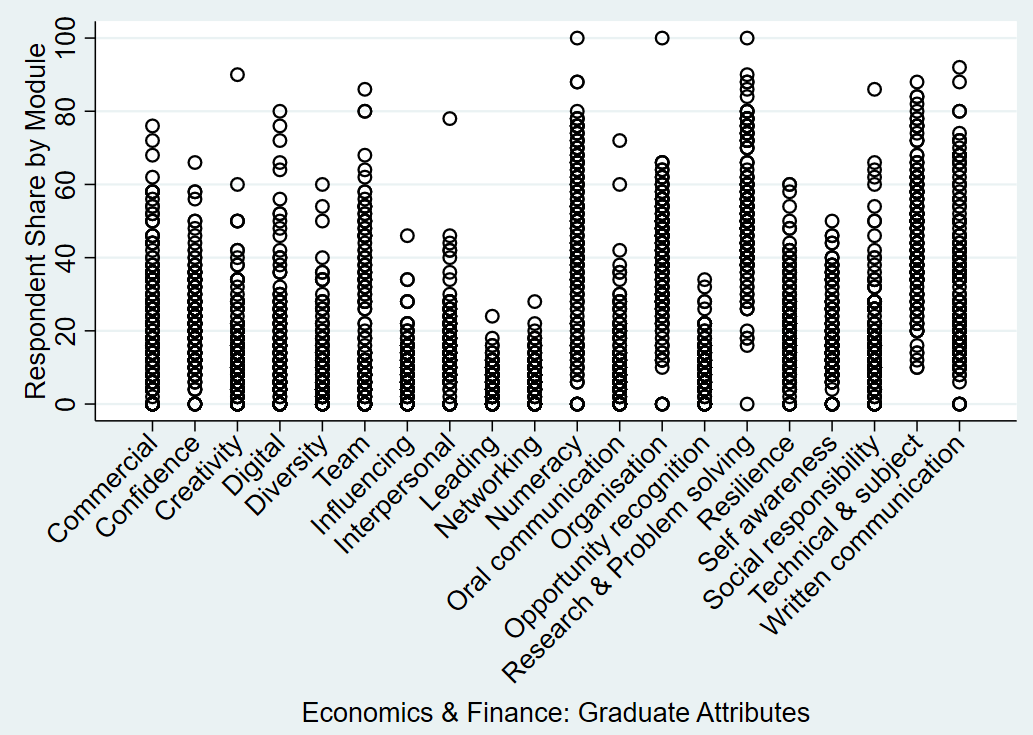 Respondent Share by Module
100
80
60
40
20
0
Commercial
Confidence
Creativity
Digital
Diversity
Team
Influencing
Interpersonal
Leading
Networking
Numeracy
Oral communication
Organisation
Opportunity recognition
Research & Problem solving
Resilience
Self awareness
Social responsibility
Technical & subject
Written communication
Economics & Finance: Graduate Attributes